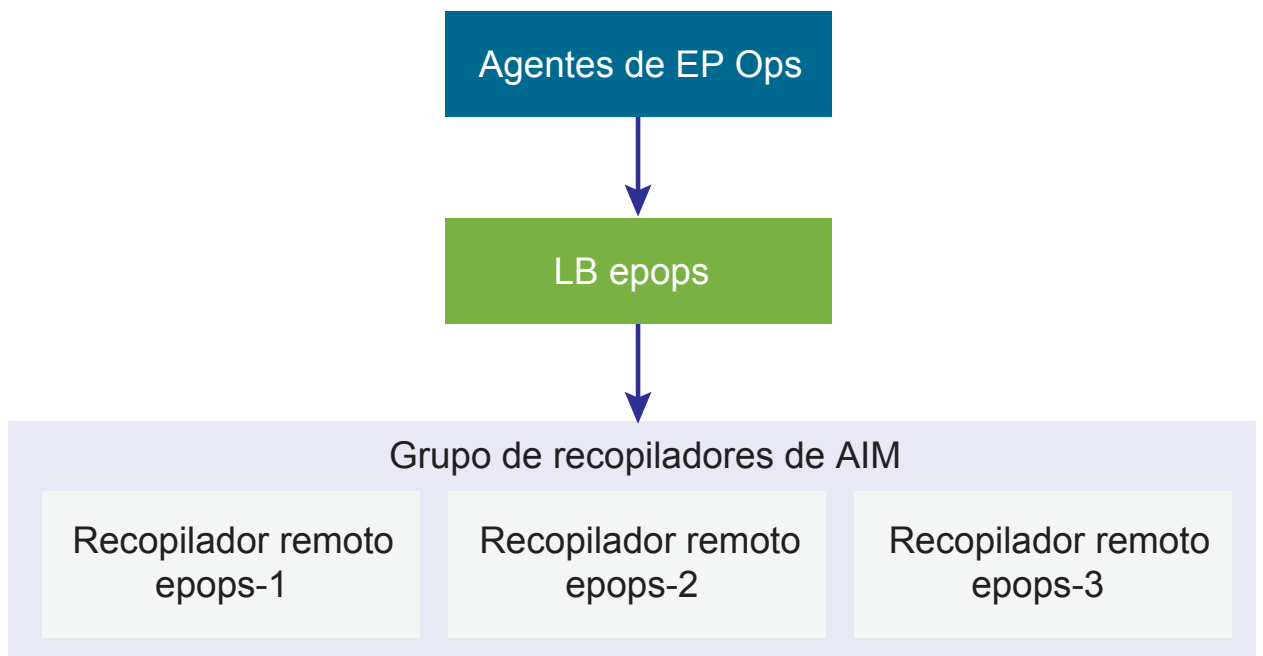 Agentes de EP Ops
LB epops
Grupo de recopiladores de AIM
Recopilador remoto
epops-1
Recopilador remoto
epops-2
Recopilador remoto
epops-3